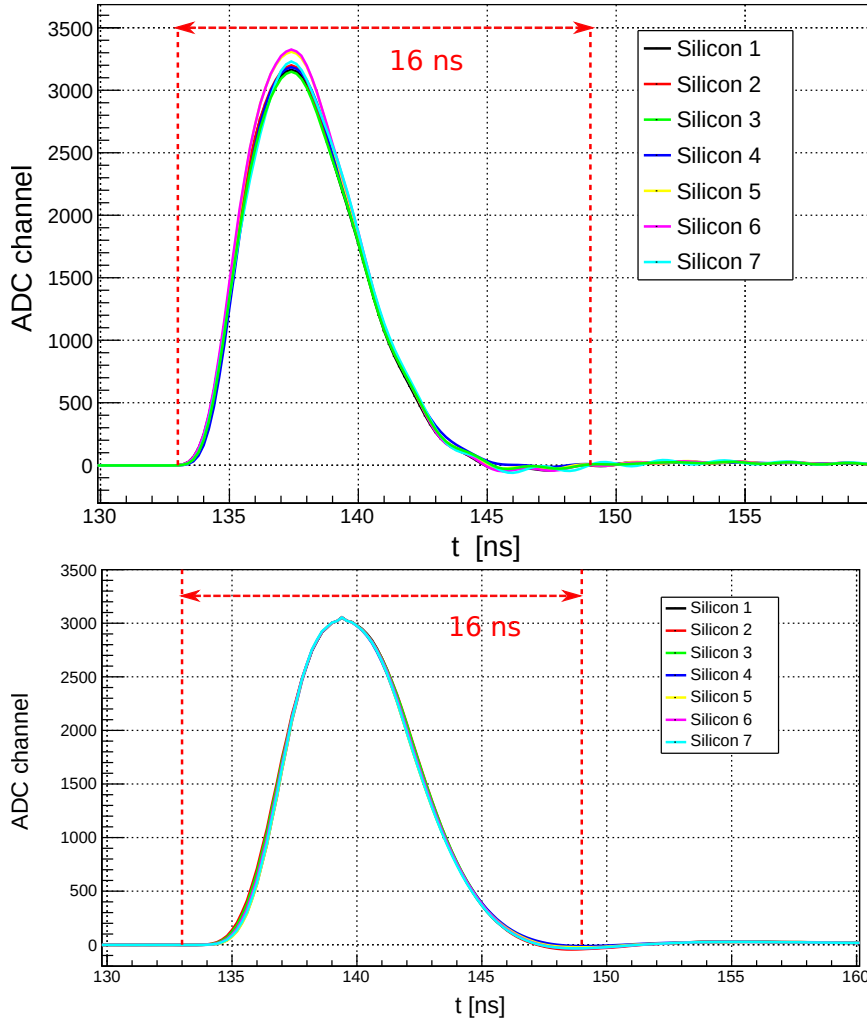 3500
3000
2500
2000
1500
1000
500
0
ADC channel
16 ns
Silicon 1
Silicon 2
Silicon 3
Silicon 4
Silicon 5
Silicon 6
Silicon 7
130 135 140 145 150 155
t [ns]
3500
3000
2500
2000
1500
1000
500
0
ADC channel
16 ns
Silicon 1
Silicon 2
Silicon 3
Silicon 4
Silicon 5
Silicon 6
Silicon 7
130 135 140 145 150 155 160
t [ns]